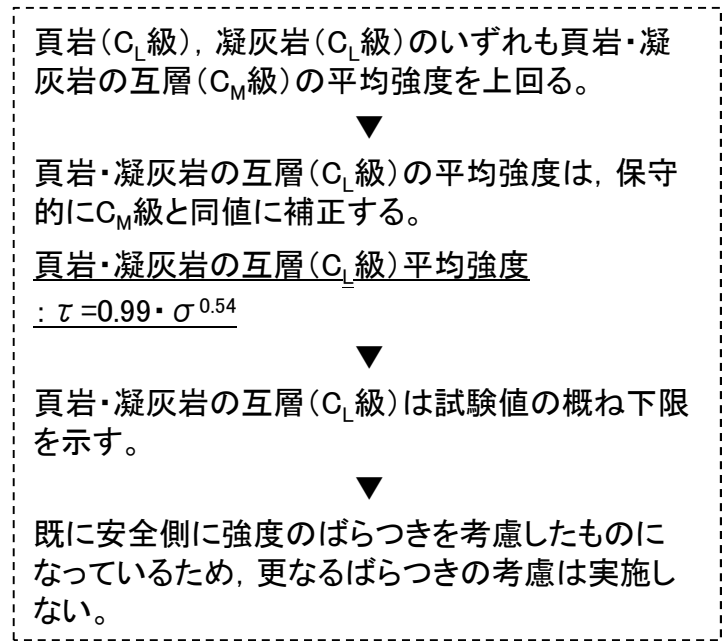 頁岩(CL級),凝灰岩(CL級)のいずれも頁岩・凝
灰岩の互層(CM級)の平均強度を上回る。
▼
頁岩・凝灰岩の互層(CL級)の平均強度は,保守
的にCM級と同値に補正する。
頁岩・凝灰岩の互層(CL級)平均強度
:τ=0.99・σ0.54
▼
頁岩・凝灰岩の互層(CL級)は試験値の概ね下限
を示す。
▼
既に安全側に強度のばらつきを考慮したものに
なっているため,更なるばらつきの考慮は実施し
ない。